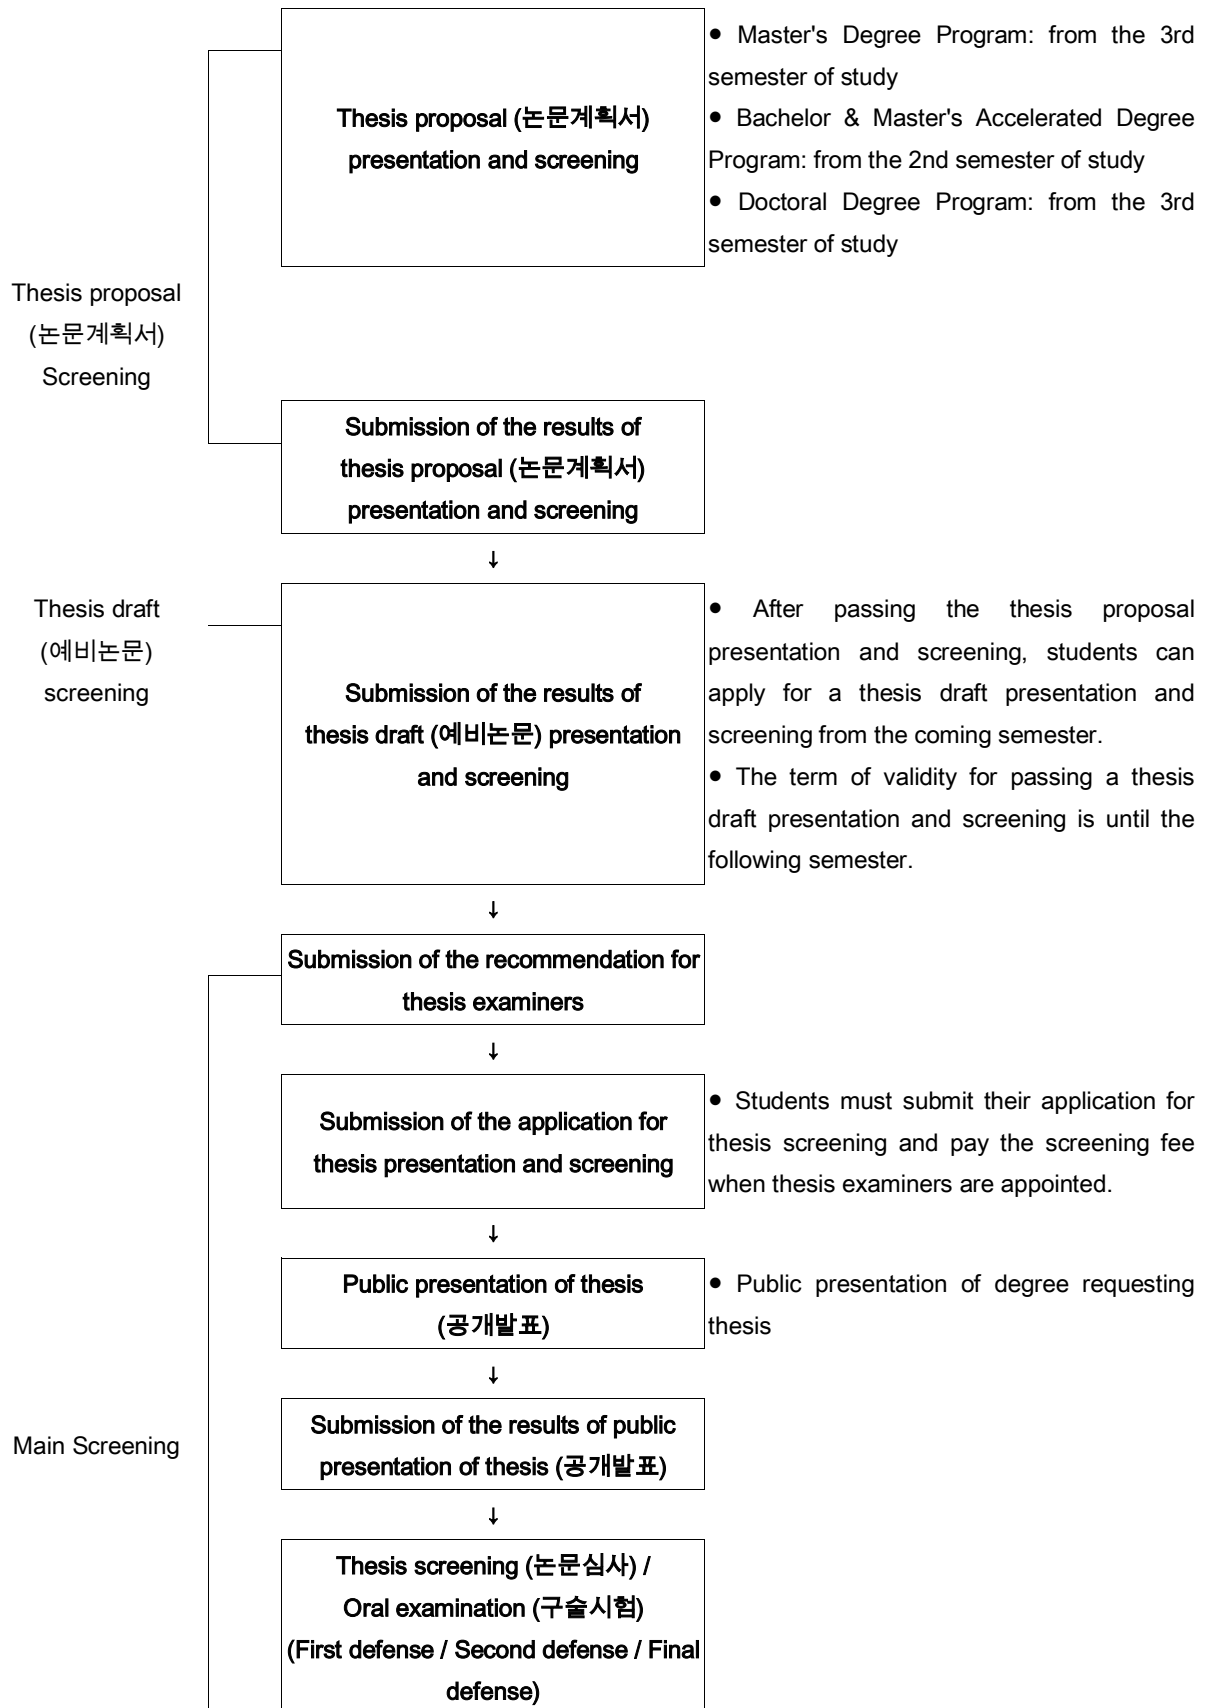 ● Master's Degree Program: from the 3rd
semester of study
● Bachelor & Master's Accelerated Degree
Program: from the 2nd semester of study
● Doctoral Degree Program: from the 3rd
semester of study
Thesis proposal (논문계획서)
presentation and screening
Thesis proposal
(논문계획서)
Screening
Submission of the results of
thesis proposal (논문계획서)
presentation and screening
↓
Thesis draft
(예비논문)
screening
Submission of the results of
thesis draft (예비논문) presentation
and screening
● After passing the thesis proposal
presentation and screening, students can
apply for a thesis draft presentation and
screening from the coming semester.
● The term of validity for passing a thesis
draft presentation and screening is until the
following semester.
↓
Submission of the recommendation for
thesis examiners
↓
Submission of the application for
thesis presentation and screening
● Students must submit their application for
thesis screening and pay the screening fee
when thesis examiners are appointed.
↓
Public presentation of thesis
(공개발표)
● Public presentation of degree requesting
thesis
↓
Main Screening
Submission of the results of public
presentation of thesis (공개발표)
↓
Thesis screening (논문심사) /
Oral examination (구술시험)
(First defense / Second defense / Final
defense)